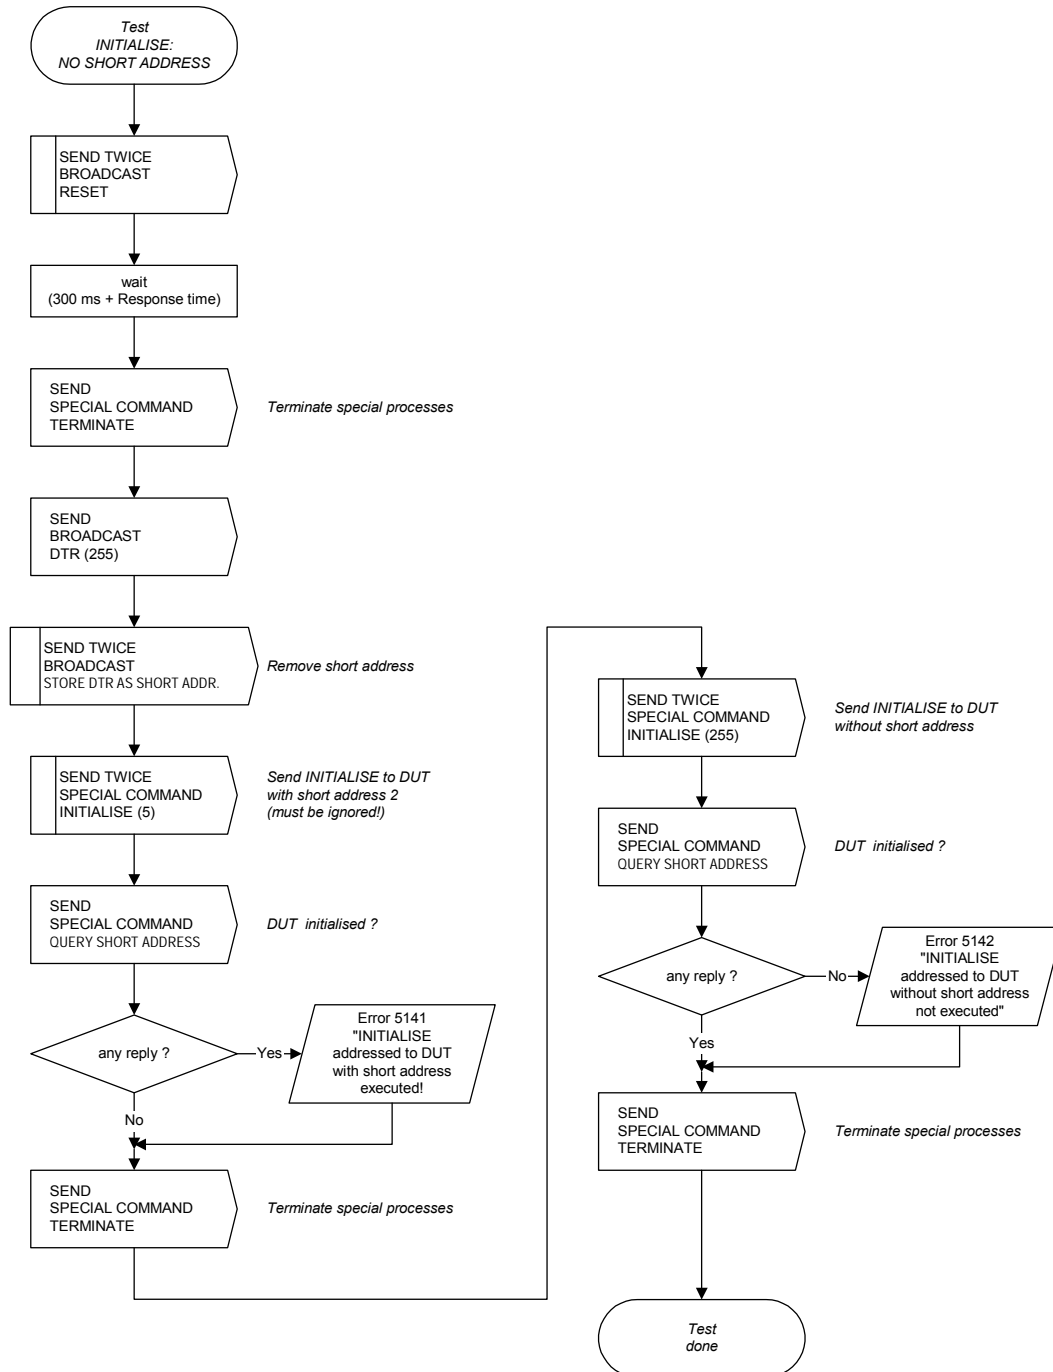 Test
INITIALISE:
NO SHORT ADDRESS
SEND TWICE
BROADCAST
RESET
wait
(300 ms + Response time)
SEND
SPECIAL COMMAND
TERMINATE
Terminate special processes
SEND
BROADCAST
DTR (255)
SEND TWICE
BROADCAST
STORE DTR AS SHORT ADDR.
Remove short address
SEND TWICE
SPECIAL COMMAND
INITIALISE (5)
Send INITIALISE to DUT
with short address 2
(must be ignored!)
SEND
SPECIAL COMMAND
QUERY SHORT ADDRESS
DUT initialised ?
any reply ?
Yes
Error 5141
"INITIALISE
addressed to DUT
with short address
executed!
No
SEND
SPECIAL COMMAND
TERMINATE
Terminate special processes
SEND TWICE
SPECIAL COMMAND
INITIALISE (255)
Send INITIALISE to DUT
without short address
SEND
SPECIAL COMMAND
QUERY SHORT ADDRESS
DUT initialised ?
any reply ?
No
Error 5142
"INITIALISE
addressed to DUT
without short address
not executed"
Yes
SEND
SPECIAL COMMAND
TERMINATE
Terminate special processes
Test
done